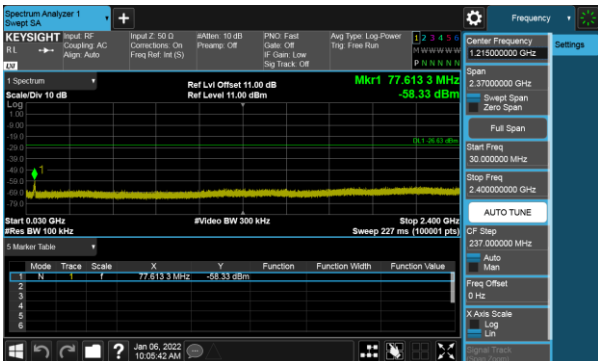 Spectrum Analyzer 1
Swept SA
Frequency
KEYSIGHT
Input: RF
Coupling: AC
Align: Auto
Input Z: 50 Ω
Corrections: On
Freq Ref: Int (S)
#Atten: 10 dB
Preamp: Off
PNO: Fast
Gate: Off
IF Gain: Low
Sig Track: Off
Avg Type: Log-Power
Trig: Free Run
1 2 3 4 5 6
M W W W W W
P N N N N N
RL
LXI
Center Frequency
1.215000000 GHz
Settings
1 Spectrum
Scale/Div 10 dB
Ref Lvl Offset 11.00 dB
Ref Level 11.00 dBm
Mkr1 77.613 3 MHz
-58.33 dBm
Span
2.37000000 GHz
Swept Span
Zero Span
Full Span
Log
1.00
-9.00
-19.0
-29.0
-39.0
-49.0
-59.0
-69.0
-79.0
DL1 -26.63 dBm
1
Start Freq
30.000000 MHz
Stop Freq
2.400000000 GHz
AUTO TUNE
Start 0.030 GHz
#Res BW 100 kHz
#Video BW 300 kHz
Stop 2.400 GHz
Sweep 227 ms (100001 pts)
CF Step
237.000000 MHz
Auto
Man
5 Marker Table
Mode Trace Scale X Y Function Function Width Function Value
1 N 1 f 77.613 3 MHz -58.33 dBm
2
3
4
5
6
Freq Offset
0 Hz
X Axis Scale
Log
Lin
Signal Track
(Span Zoom)
Jan 06, 2022
10:05:42 AM